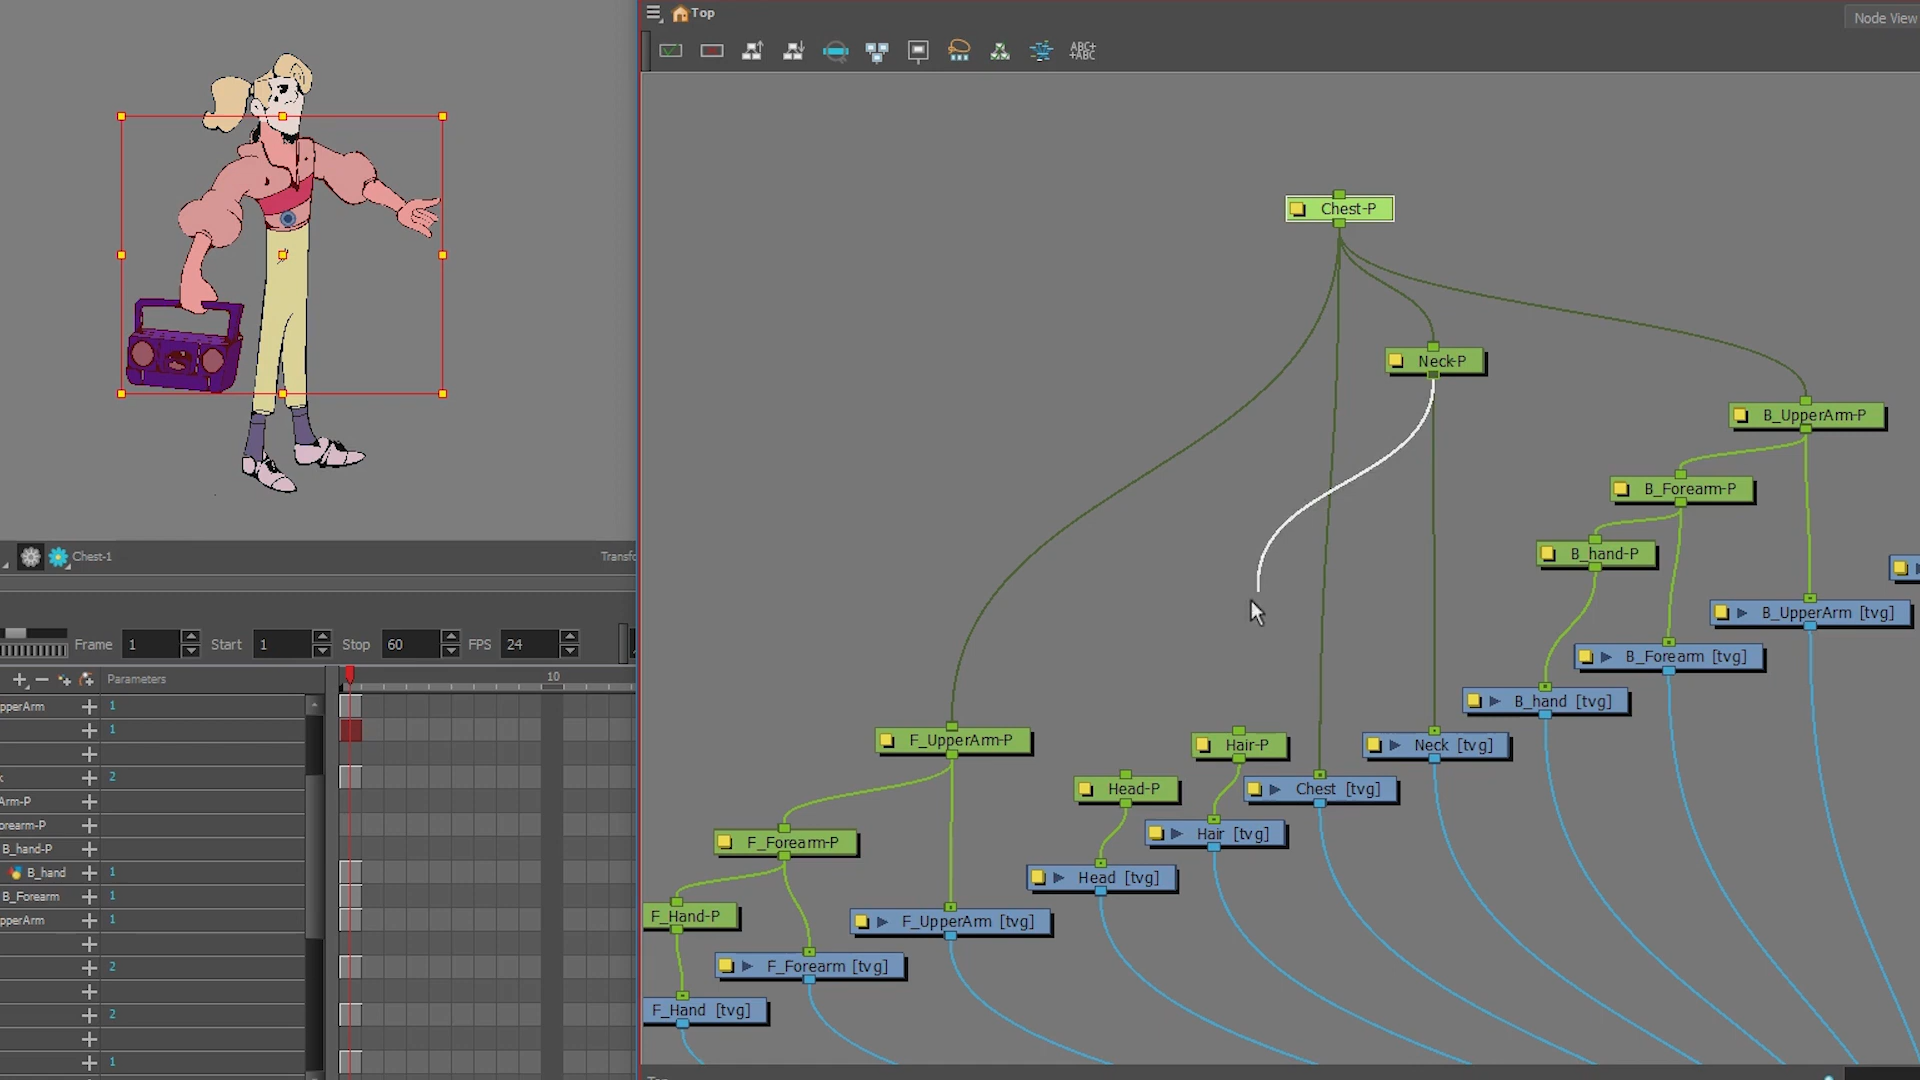 Top
Node View
ABC+
+ABC
Chest-P
Neck-P
B_UpperArm-P
B_Forearm-P
B_hand-P
B_UpperArm [tvg]
B_Forearm [tvg]
B_hand [tvg]
F_UpperArm-P
Hair-P
Neck [tvg]
Head-P
Chest [tvg]
Hair [tvg]
F_Forearm-P
Head [tvg]
F_Hand-P
F_UpperArm [tvg]
F_Forearm [tvg]
F_Hand [tvg]
Chest-1
Transfo
Frame 1 Start 1 Stop 60 FPS 24
Parameters
10
pperArm 1
1
2
Arm-P
orearm-P
B_hand-P
B_hand 1
B_Forearm 1
pperArm 1
2
2
1